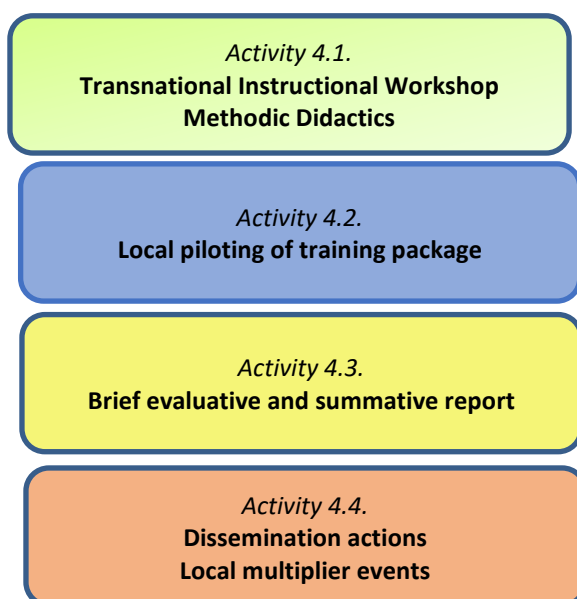 Activity 4.1.
Transnational Instructional Workshop
Methodic Didactics
Activity 4.2.
Local piloting of training package
Activity 4.3.
Brief evaluative and summative report
Activity 4.4.
Dissemination actions
Local multiplier events